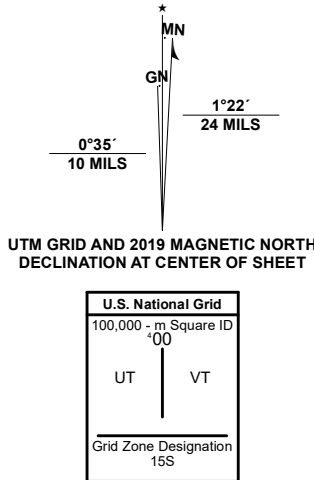 ★
MN
GN
1°22´
24 MILS
0°35´
10 MILS
UTM GRID AND 2019 MAGNETIC NORTH
DECLINATION AT CENTER OF SHEET
U.S. National Grid
100,000 - m Square ID
⁴00
UT VT
Grid Zone Designation
15S